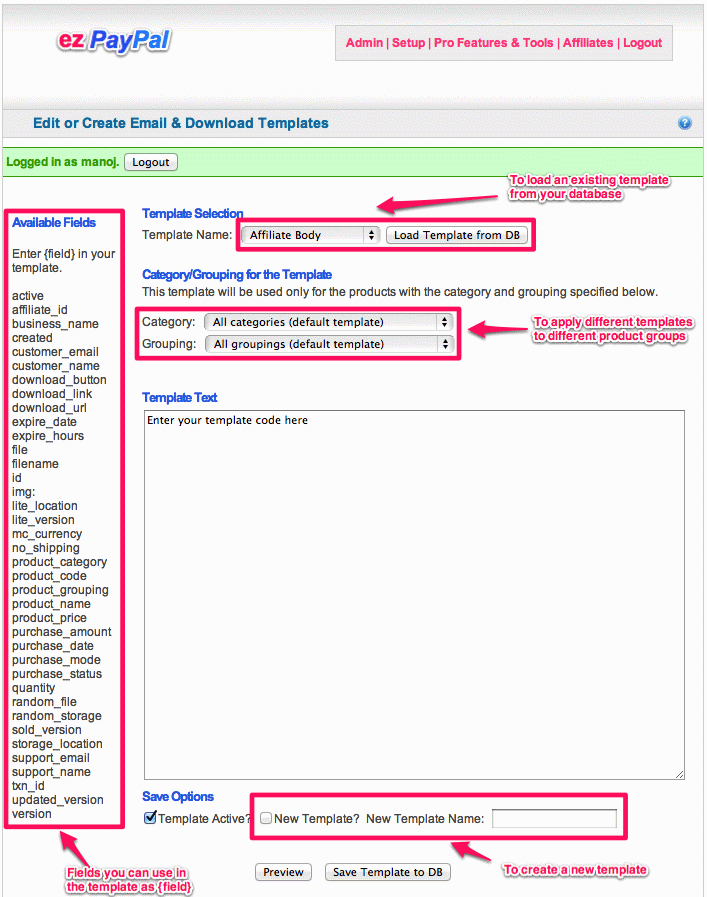 ez PayPal
Admin | Setup | Pro Features & Tools | Affiliates | Logout
Edit or Create Email & Download Templates
?
Logged in as manoj. Logout
To load an existing template
from your database
Available Fields
Enter {field} in your
template.
active
affiliate_id
business_name
created
customer_email
customer_name
download_button
download_link
download_url
expire_date
expire_hours
file
filename
id
img:
lite_location
lite_version
mc_currency
no_shipping
product_category
product_code
product_grouping
product_name
product_price
purchase_amount
purchase_date
purchase_mode
purchase_status
quantity
random_file
random_storage
sold_version
storage_location
support_email
support_name
txn_id
updated_version
version
Fields you can use in
the template as {field}
Template Selection
Template Name: Affiliate Body Load Template from DB
Category/Grouping for the Template
This template will be used only for the products with the category and grouping specified below.
Category: All categories (default template)
Grouping: All groupings (default template)
To apply different templates
to different product groups
Template Text
Enter your template code here
Save Options
Template Active? New Template? New Template Name:
Preview Save Template to DB
To create a new template